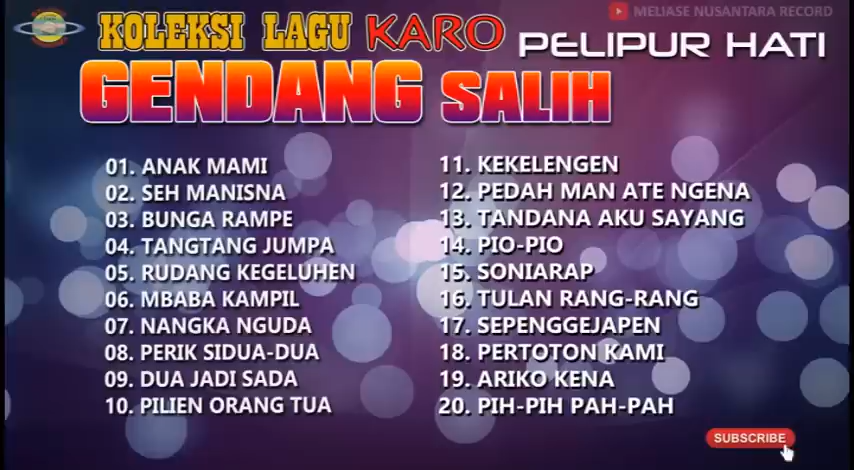 MELIASE NUSANTARA RECORD
KOLEKSI LAGU KARO PELIPUR HATI
GENDANG SALIH
01. ANAK MAMI
02. SEH MANISNA
03. BUNGA RAMPE
04. TANGTANG JUMPA
05. RUDANG KEGELUHEN
06. MBABA KAMPIL
07. NANGKA NGUDA
08. PERIK SIDUA-DUA
09. DUA JADI SADA
10. PILIEN ORANG TUA
11. KEKELENGEN
12. PEDAH MAN ATE NGENA
13. TANDANA AKU SAYANG
14. PIO-PIO
15. SONIARAP
16. TULAN RANG-RANG
17. SEPENGGEJAPEN
18. PERTOTON KAMI
19. ARIKO KENA
20. PIH-PIH PAH-PAH
SUBSCRIBE